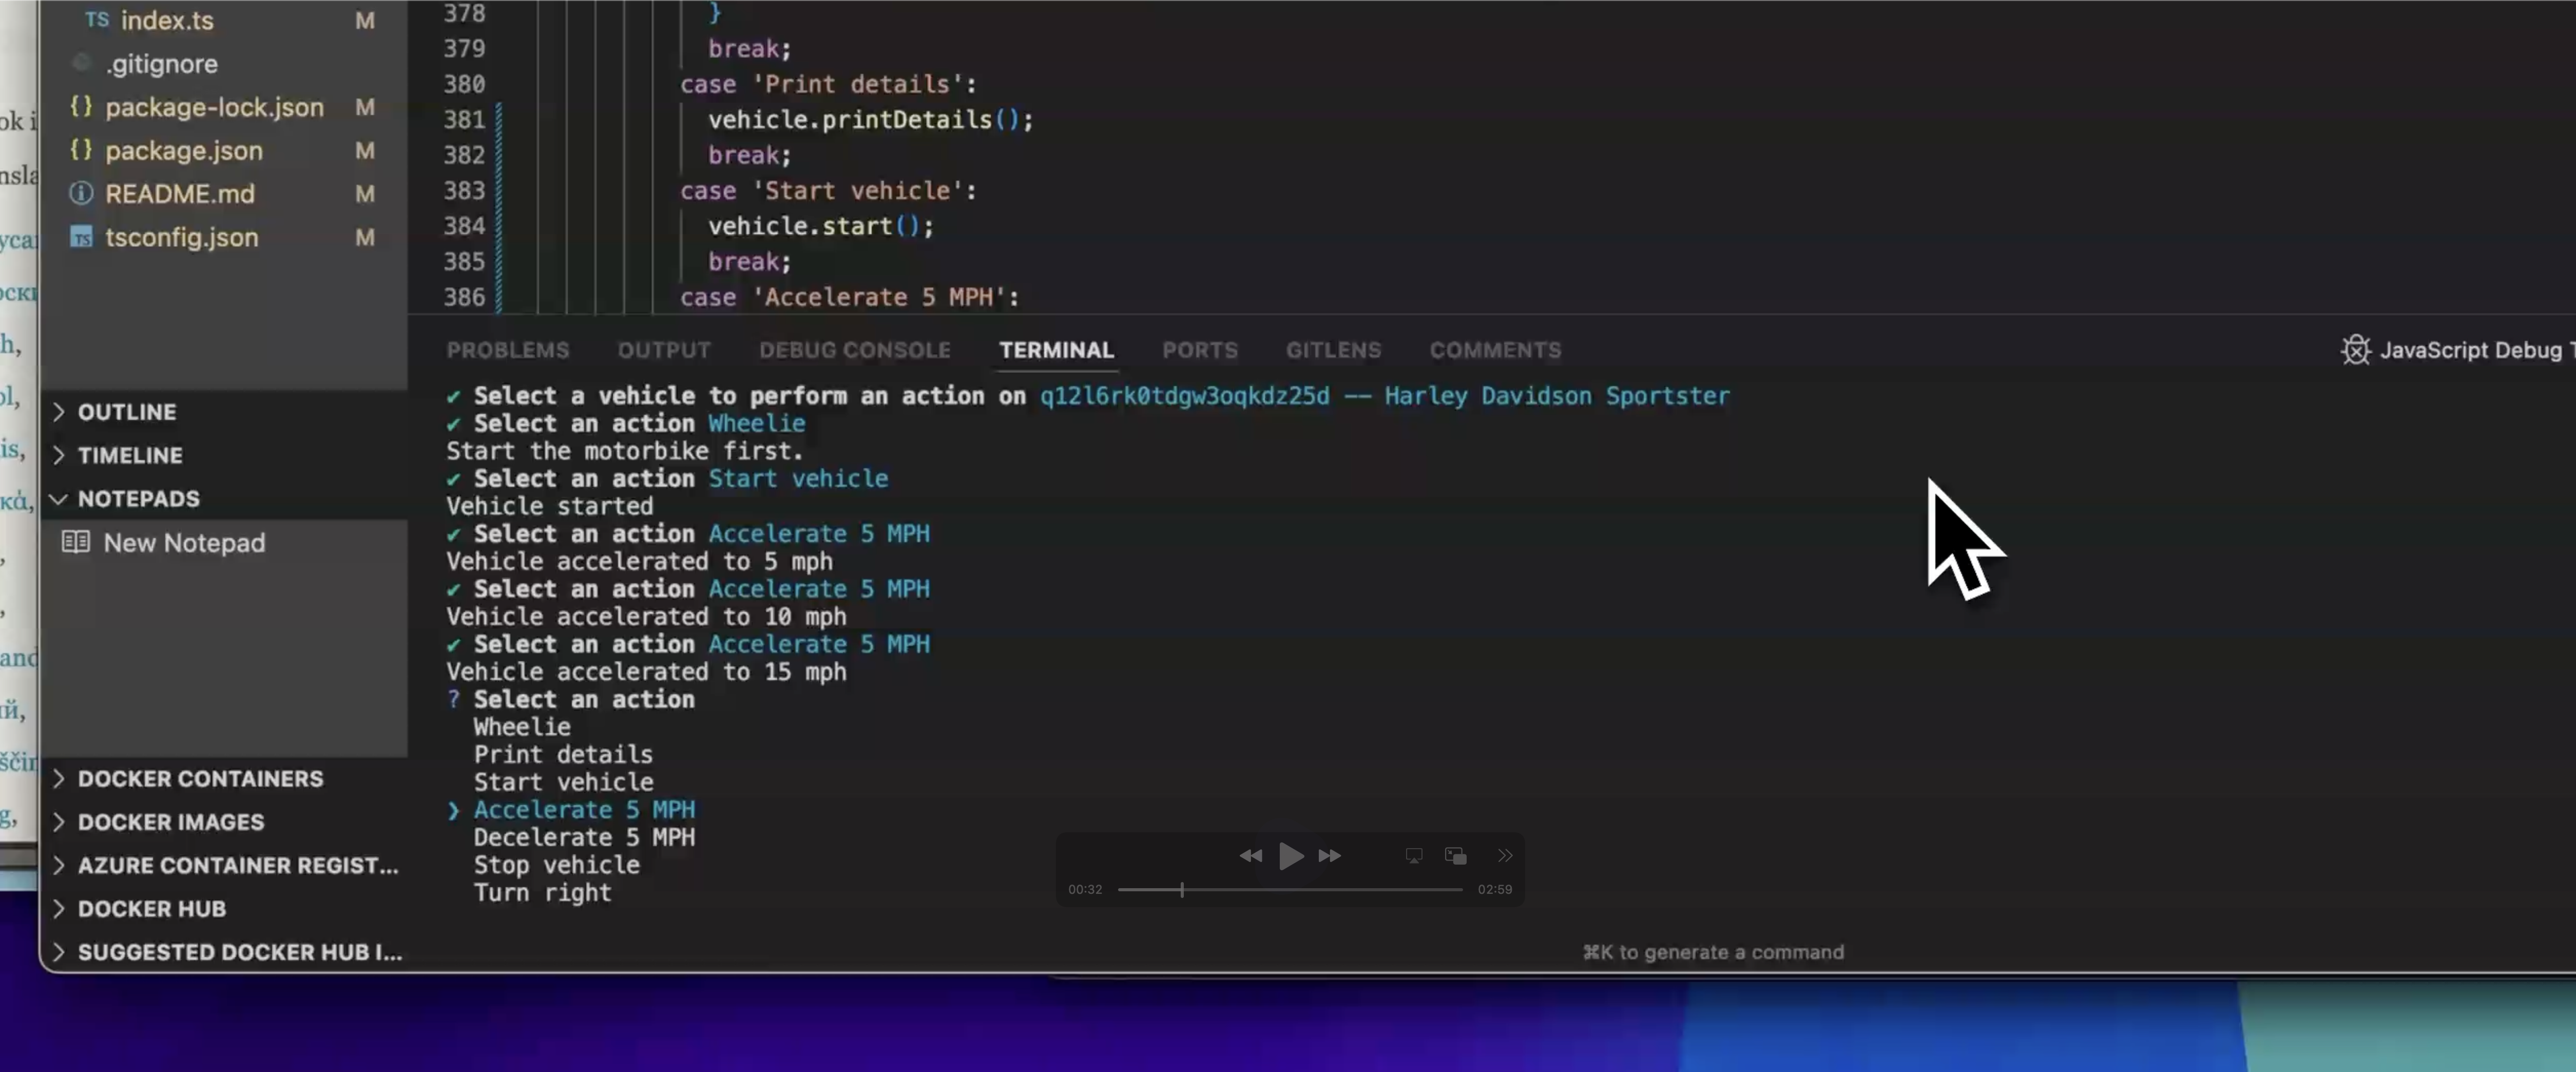 TS index.ts M
.gitignore
{} package-lock.json M
{} package.json M
README.md M
TS tsconfig.json M
OUTLINE
TIMELINE
NOTEPADS
New Notepad
DOCKER CONTAINERS
DOCKER IMAGES
AZURE CONTAINER REGIST...
DOCKER HUB
SUGGESTED DOCKER HUB I...
378 }
379 break;
380 case 'Print details':
381 vehicle.printDetails();
382 break;
383 case 'Start vehicle':
384 vehicle.start();
385 break;
386 case 'Accelerate 5 MPH':
PROBLEMS OUTPUT DEBUG CONSOLE TERMINAL PORTS GITLENS COMMENTS JavaScript Debug T
✔ Select a vehicle to perform an action on q12l6rk0tdgw3oqkdz25d -- Harley Davidson Sportster
✔ Select an action Wheelie
Start the motorbike first.
✔ Select an action Start vehicle
Vehicle started
✔ Select an action Accelerate 5 MPH
Vehicle accelerated to 5 mph
✔ Select an action Accelerate 5 MPH
Vehicle accelerated to 10 mph
✔ Select an action Accelerate 5 MPH
Vehicle accelerated to 15 mph
? Select an action
Wheelie
Print details
Start vehicle
❯ Accelerate 5 MPH
Decelerate 5 MPH
Stop vehicle
Turn right
00:32 02:59
⌘K to generate a command